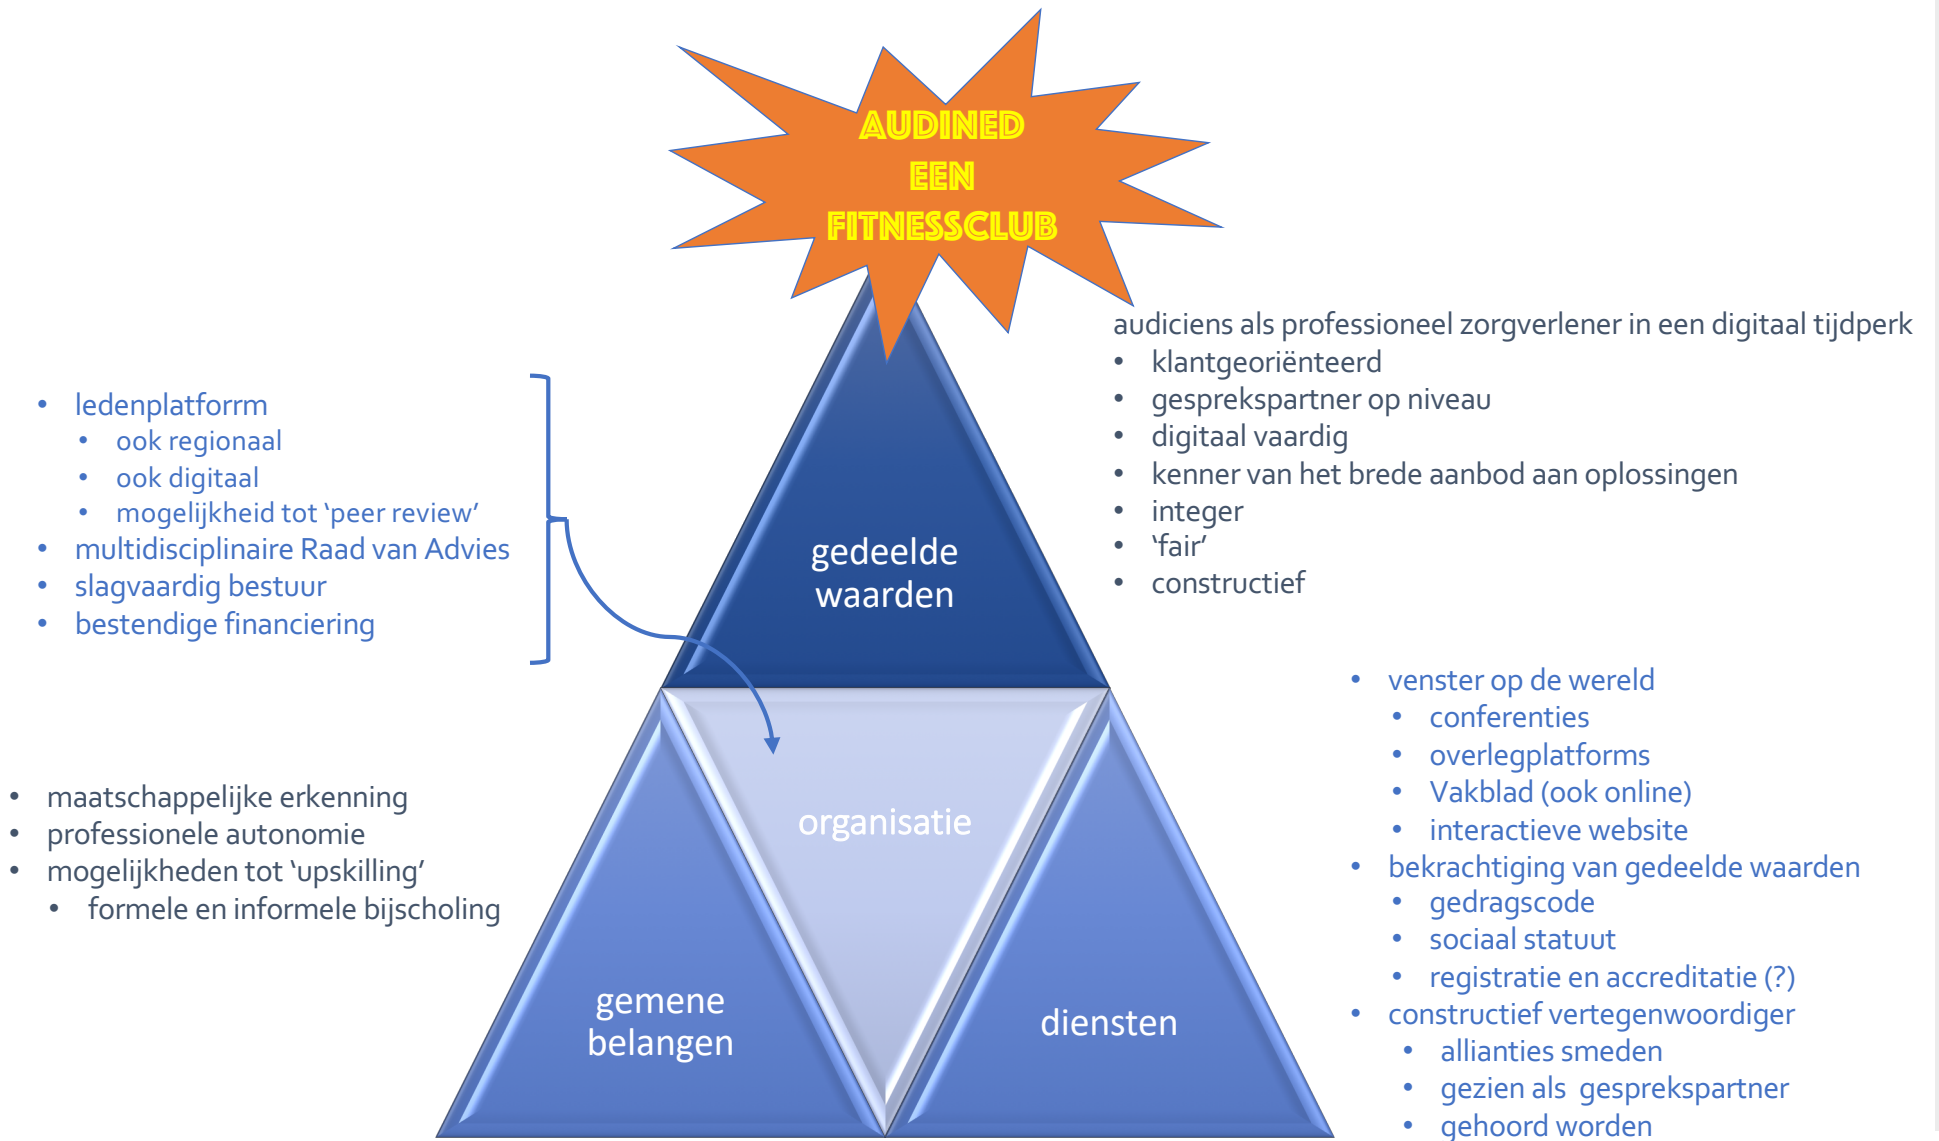 AUDINED
EEN
FITNESSCLUB
audiciens als professioneel zorgverlener in een digitaal tijdperk
• klantgeoriënteerd
• gesprekspartner op niveau
• digitaal vaardig
• kenner van het brede aanbod aan oplossingen
• integer
• ‘fair’
• constructief
• ledenplatforrm
• ook regionaal
• ook digitaal
• mogelijkheid tot ‘peer review’
• multidisciplinaire Raad van Advies
• slagvaardig bestuur
• bestendige financiering
gedeelde
waarden
organisatie
• maatschappelijke erkenning
• professionele autonomie
• mogelijkheden tot ‘upskilling’
• formele en informele bijscholing
gemene
belangen
diensten
• venster op de wereld
• conferenties
• overlegplatforms
• Vakblad (ook online)
• interactieve website
• bekrachtiging van gedeelde waarden
• gedragscode
• sociaal statuut
• registratie en accreditatie (?)
• constructief vertegenwoordiger
• allianties smeden
• gezien als  gesprekspartner
• gehoord worden